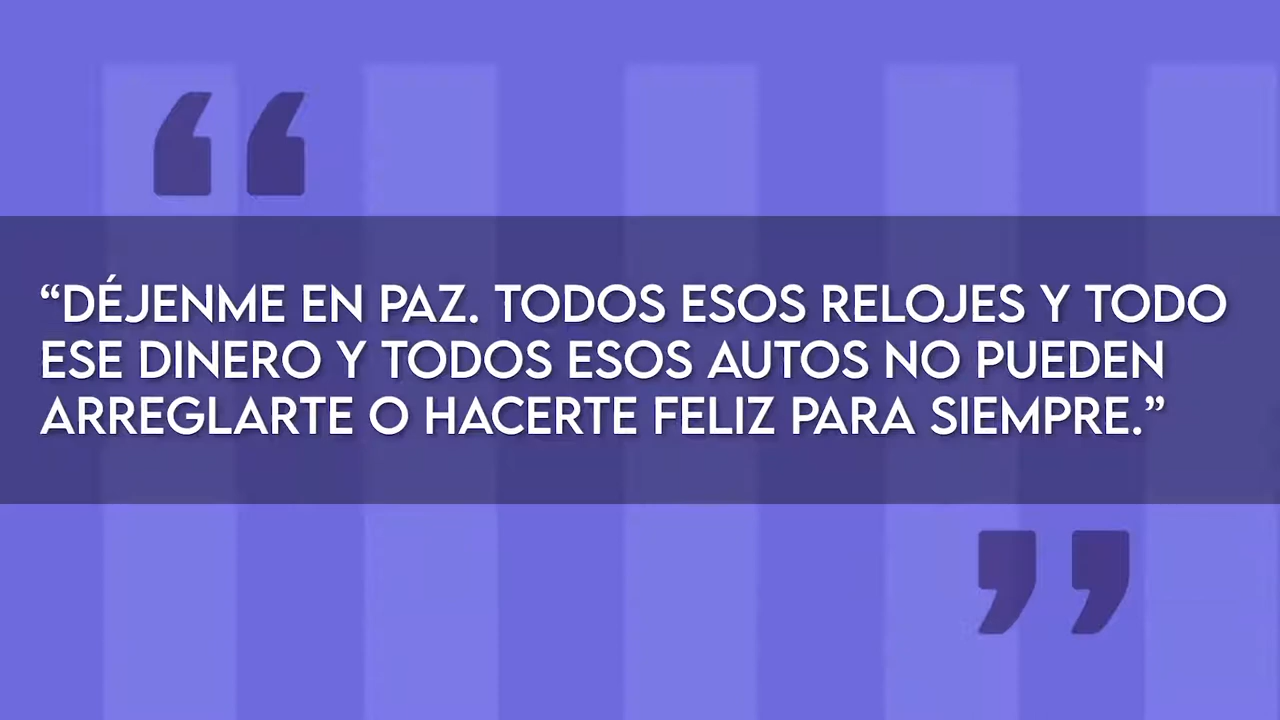 “DÉJENME EN PAZ. TODOS ESOS RELOJES Y TODO
ESE DINERO Y TODOS ESOS AUTOS NO PUEDEN
ARREGLARTE O HACERTE FELIZ PARA SIEMPRE.”